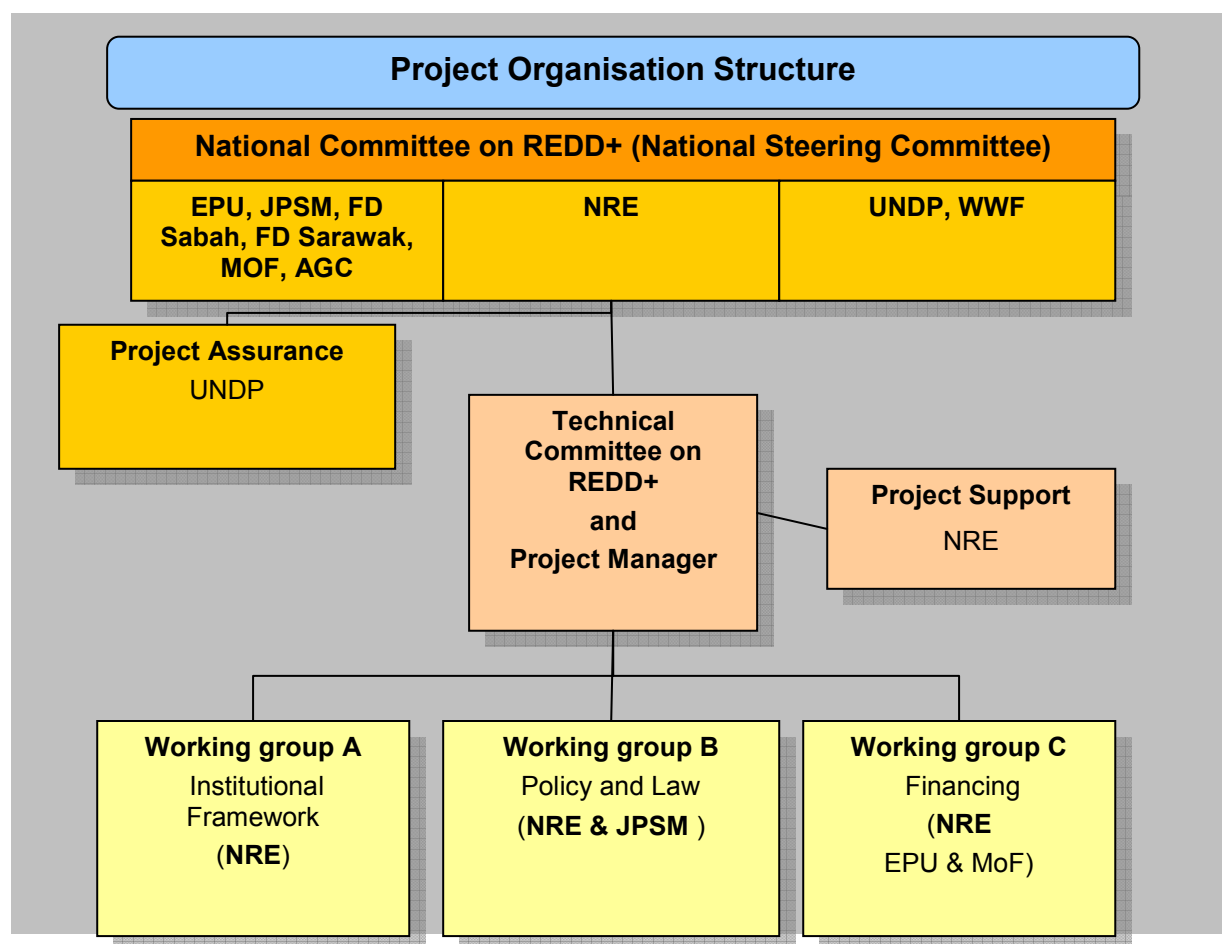 Project Organisation Structure
National Committee on REDD+ (National Steering Committee)
EPU, JPSM, FD
Sabah, FD Sarawak,
MOF, AGC
NRE
UNDP, WWF
Project Assurance
UNDP
Technical
Committee on
REDD+
and
Project Manager
Project Support
NRE
Working group A
Institutional
Framework
(NRE)
Working group B
Policy and Law
(NRE & JPSM )
Working group C
Financing
(NRE
EPU & MoF)